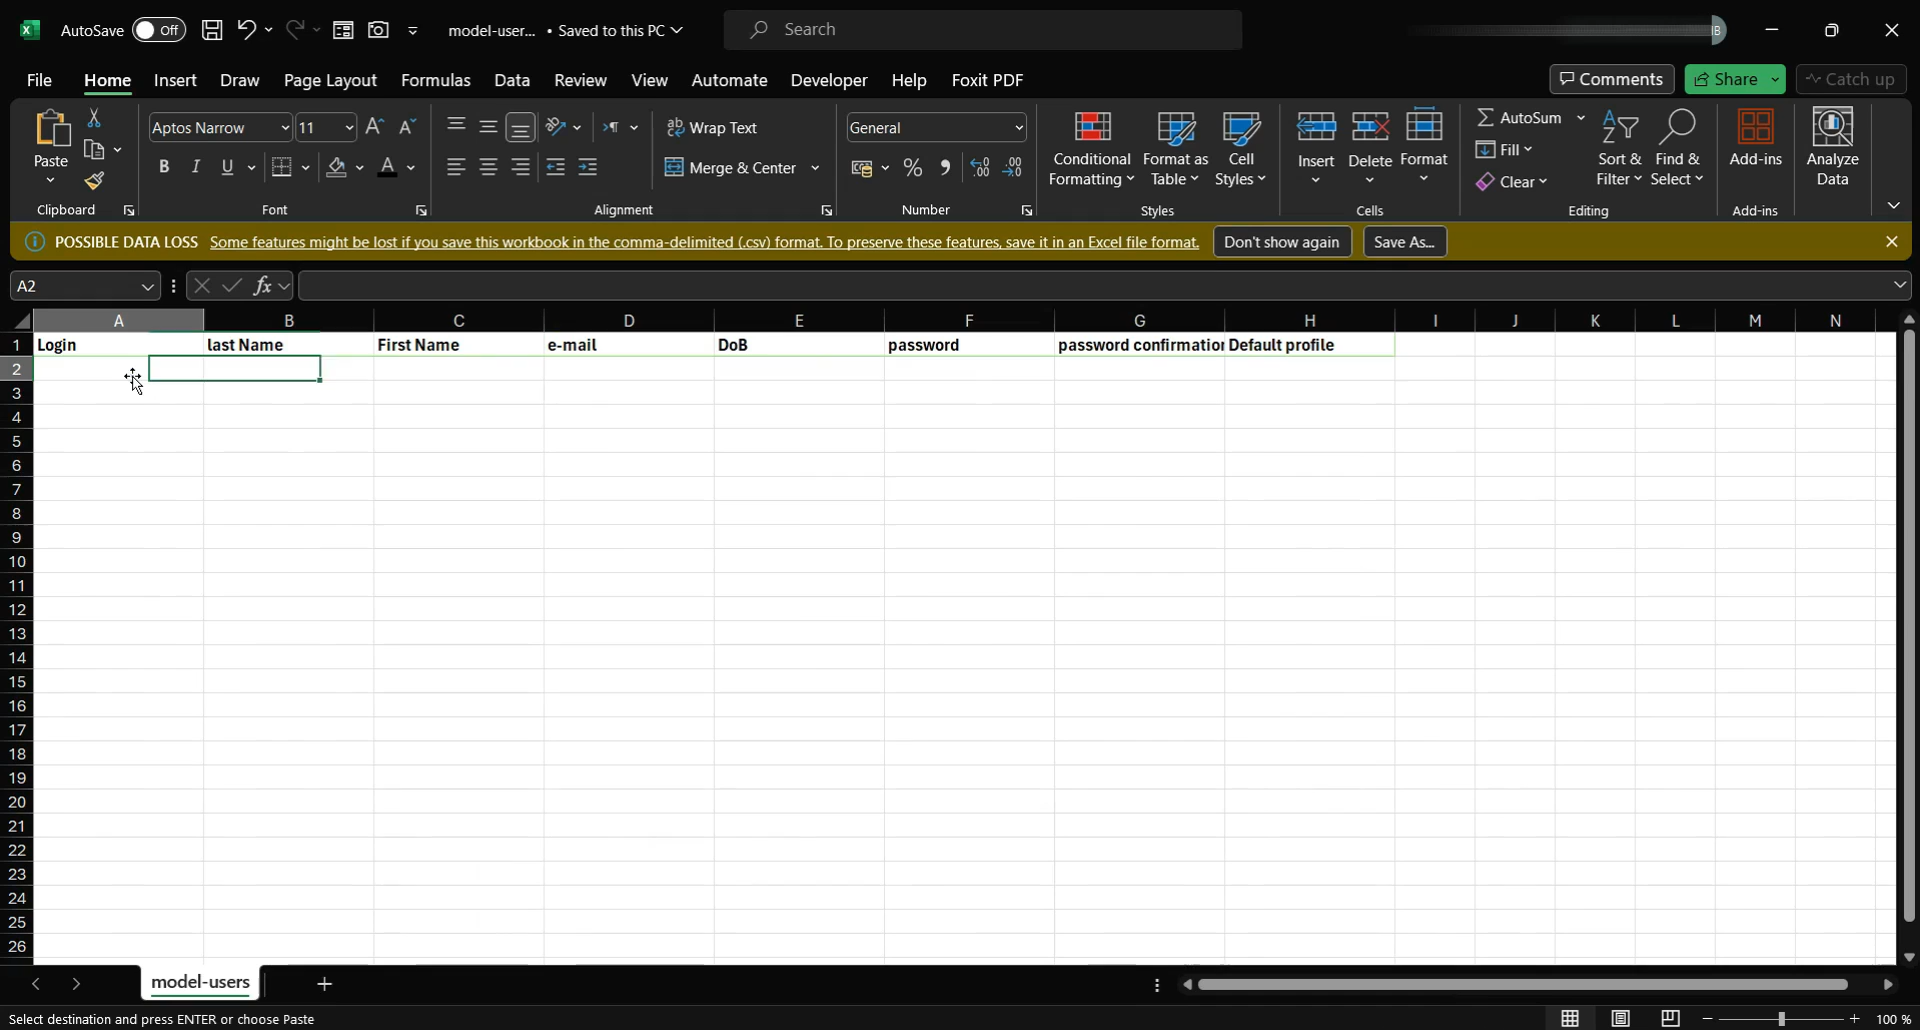 AutoSave Off model-user... • Saved to this PC Search
File Home Insert Draw Page Layout Formulas Data Review View Automate Developer Help Foxit PDF Comments Share Catch up
Paste Aptos Narrow 11 Wrap Text General Conditional Formatting Format as Table Cell Styles Insert Delete Format AutoSum Sort & Filter Find & Select Add-ins Analyze Data
B I U Merge & Center % Fill
Clear
Clipboard Font Alignment Number Styles Cells Editing Add-ins
POSSIBLE DATA LOSS Some features might be lost if you save this workbook in the comma-delimited (.csv) format. To preserve these features, save it in an Excel file format. Don't show again Save As...
A2 fx
A B C D E F G H I J K L M N
1 Login last Name First Name e-mail DoB password password confirmation Default profile
2
3
4
5
6
7
8
9
10
11
12
13
14
15
16
17
18
19
20
21
22
23
24
25
26
model-users
Select destination and press ENTER or choose Paste 100 %